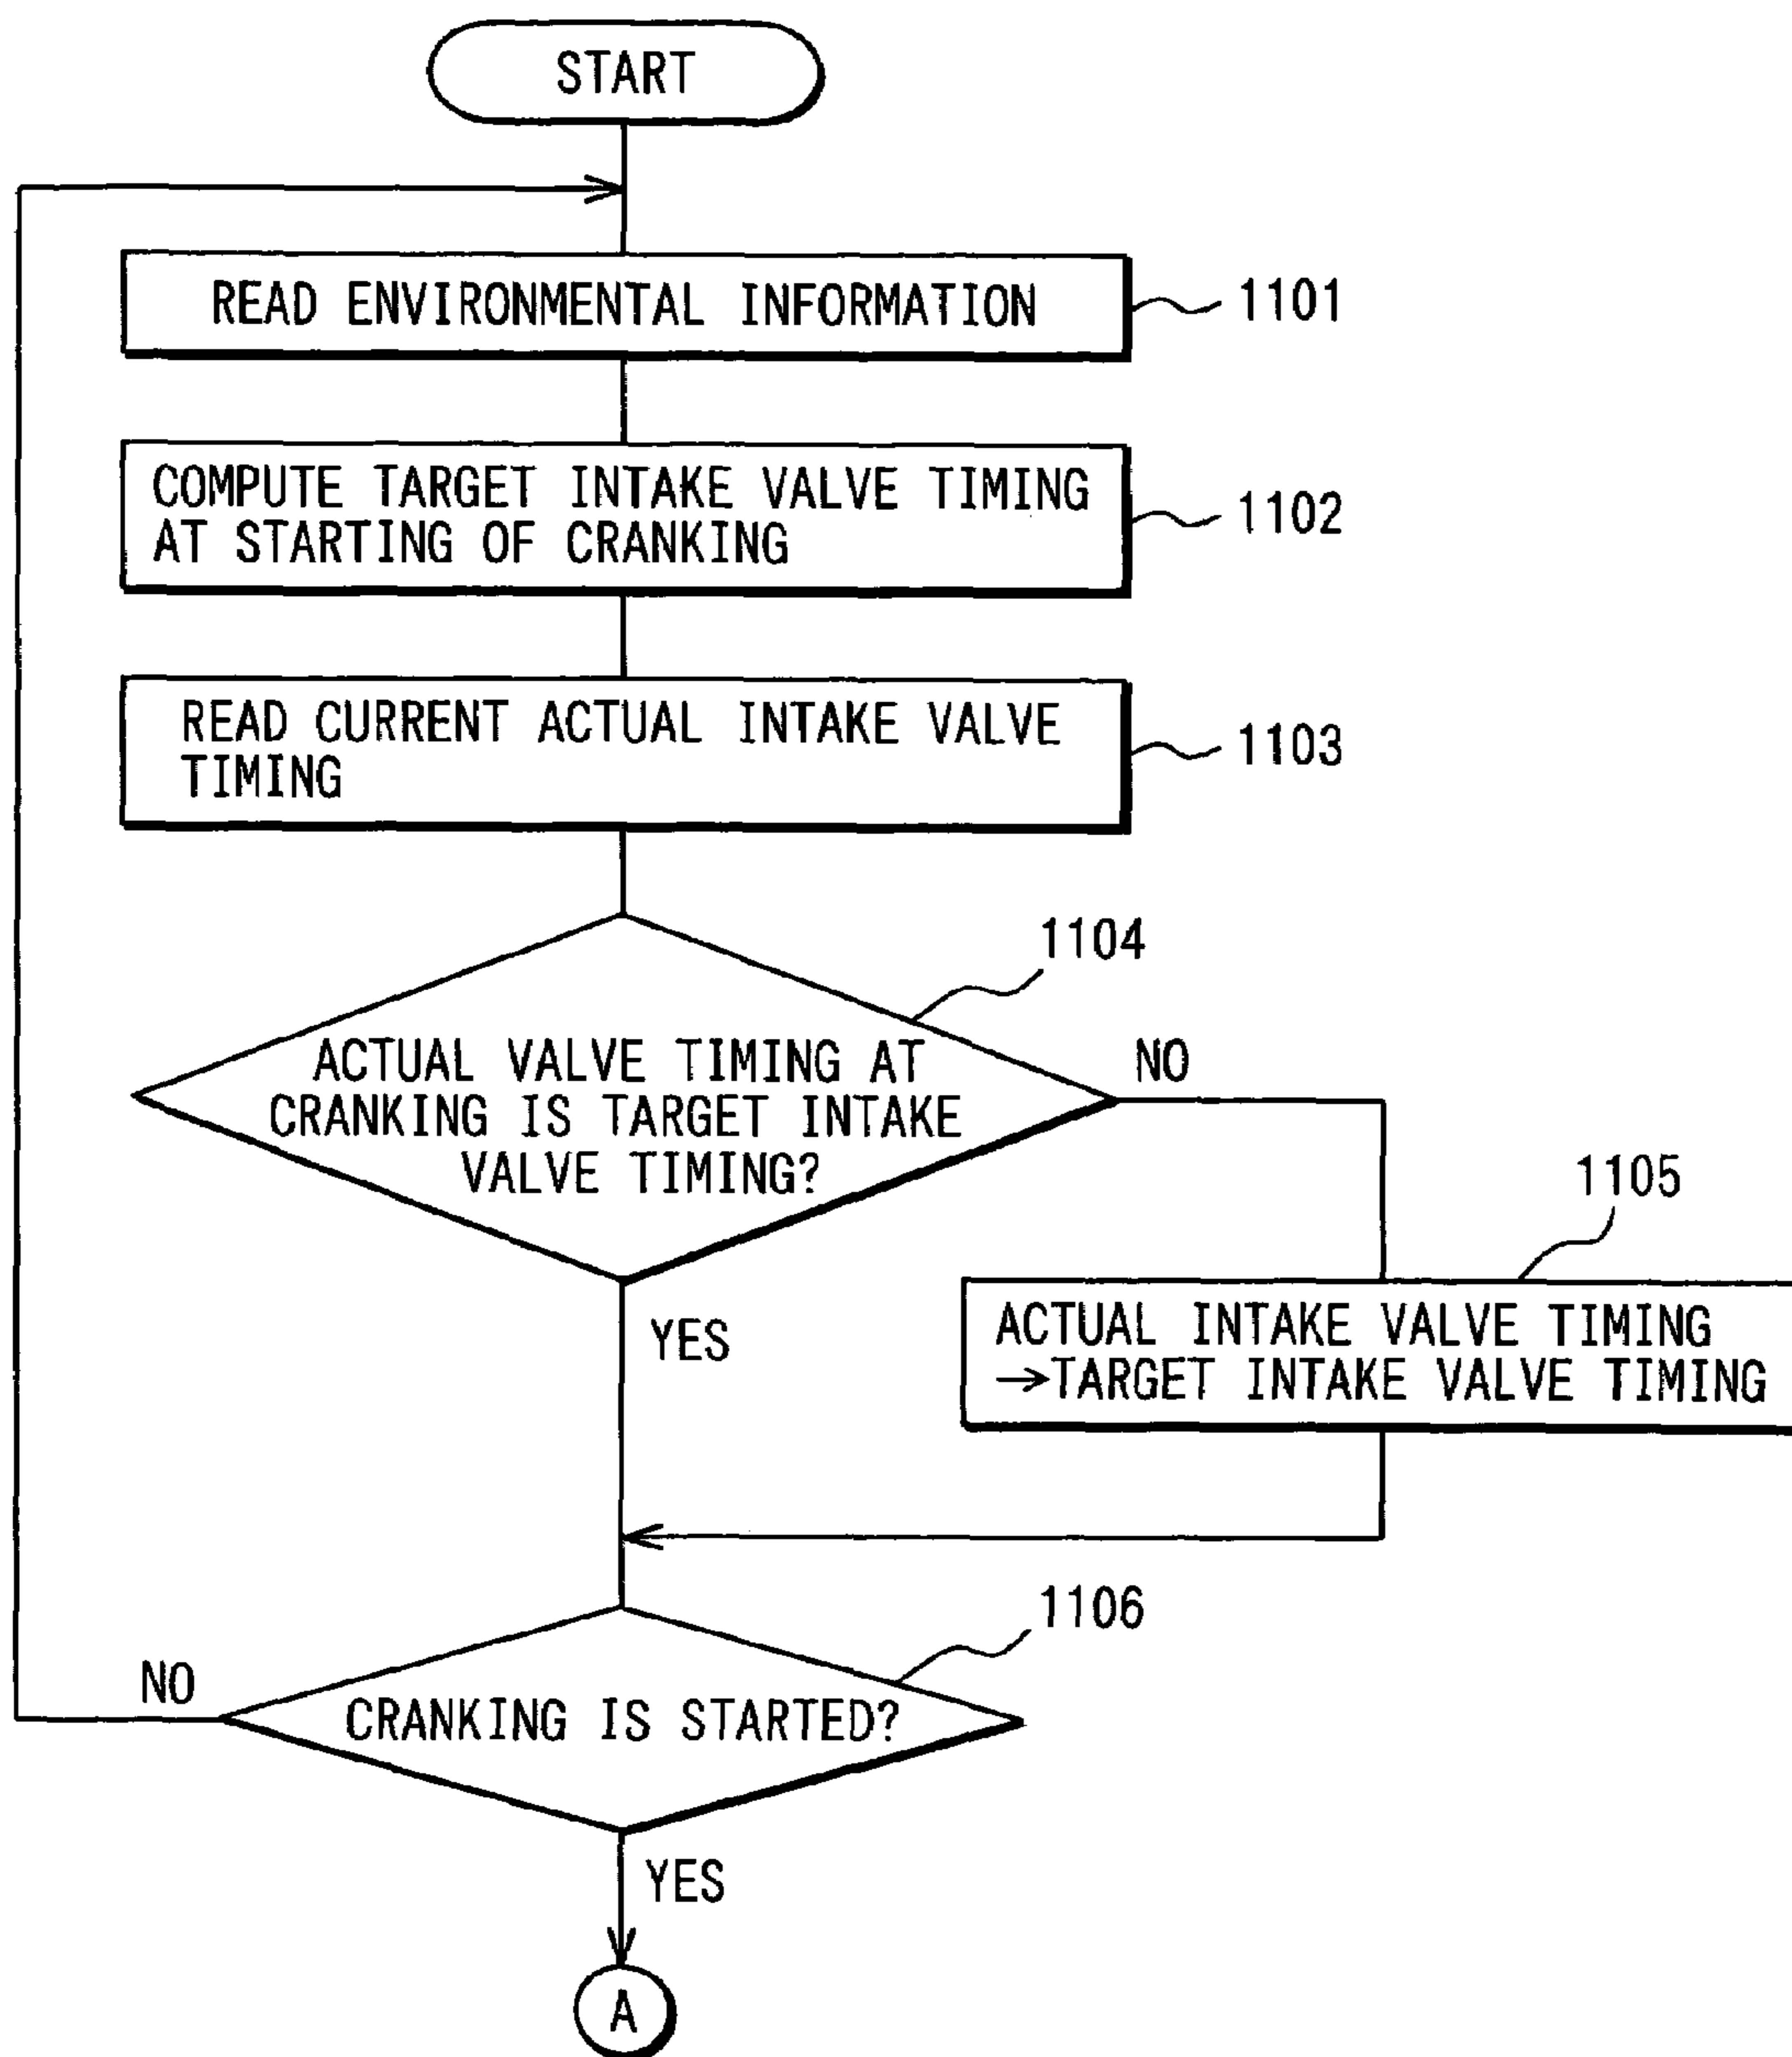 START
READ ENVIRONMENTAL INFORMATION
1101
COMPUTE TARGET INTAKE VALVE TIMING
AT STARTING OF CRANKING
1102
READ CURRENT ACTUAL INTAKE VALVE
TIMING
1103
1104
ACTUAL VALVE TIMING AT
CRANKING IS TARGET INTAKE
VALVE TIMING?
NO
YES
1105
ACTUAL INTAKE VALVE TIMING
→TARGET INTAKE VALVE TIMING
1106
CRANKING IS STARTED?
NO
YES
A